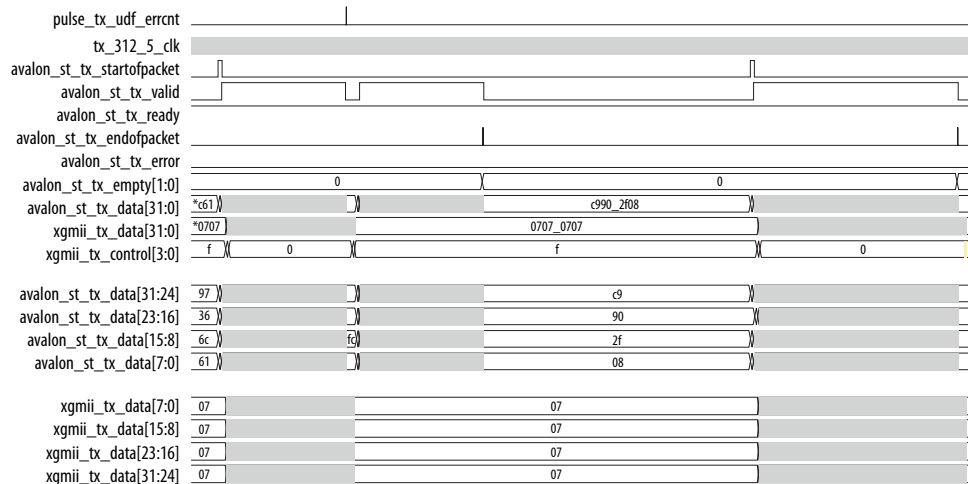 pulse_tx_udf_errcnt
tx_312_5_clk
avalon_st_tx_startofpacket
avalon_st_tx_valid
avalon_st_tx_ready
avalon_st_tx_endofpacket
avalon_st_tx_error
avalon_st_tx_empty[1:0] 0 0
avalon_st_tx_data[31:0] *c61 c990_2f08
xgmii_tx_data[31:0] *0707 0707_0707
xgmii_tx_control[3:0] f 0 f 0
avalon_st_tx_data[31:24] 97 c9
avalon_st_tx_data[23:16] 36 90
avalon_st_tx_data[15:8] 6c fc 2f
avalon_st_tx_data[7:0] 61 08
xgmii_tx_data[7:0] 07 07
xgmii_tx_data[15:8] 07 07
xgmii_tx_data[23:16] 07 07
xgmii_tx_data[31:24] 07 07